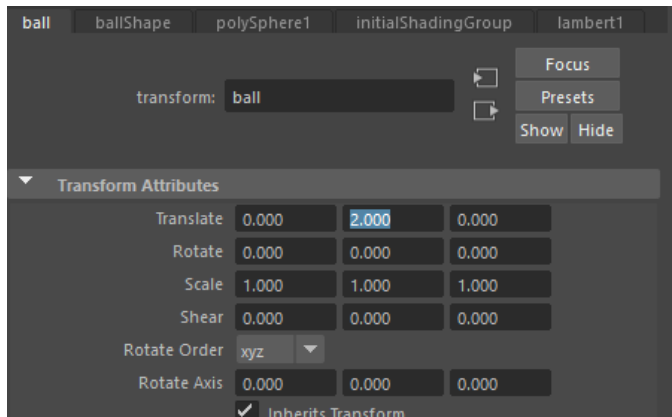 ball ballShape polySphere1 initialShadingGroup lambert1
Focus
transform: ball
Presets
Show Hide
Transform Attributes
Translate 0.000 2.000 0.000
Rotate 0.000 0.000 0.000
Scale 1.000 1.000 1.000
Shear 0.000 0.000 0.000
Rotate Order xyz
Rotate Axis 0.000 0.000 0.000
Inherits Transform